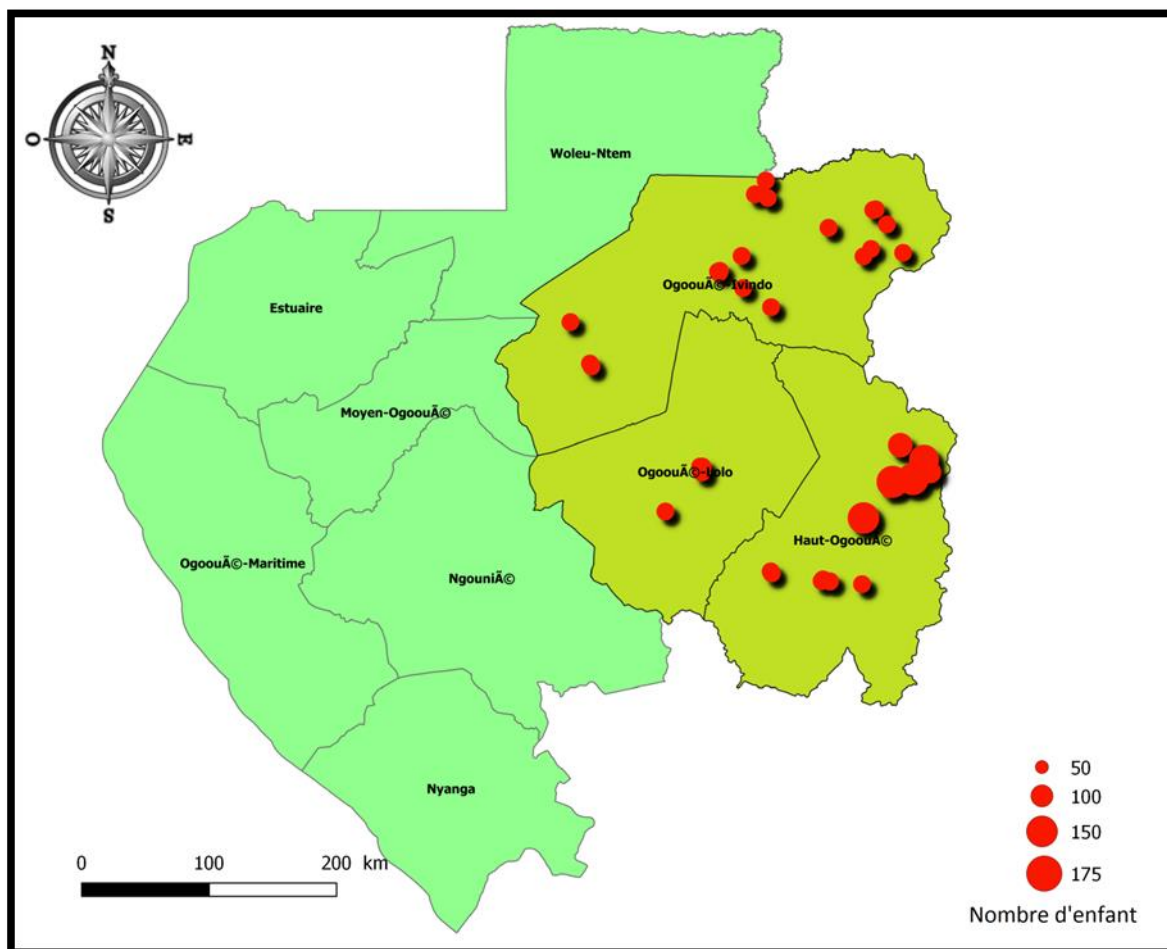 N
O E
S
Woleu-Ntem
Estuaire
OgoouÃ©-Ivindo
Moyen-OgoouÃ©
OgoouÃ©-Lolo
Haut-OgoouÃ©
OgoouÃ©-Maritime
NgouniÃ©
Nyanga
0 100 200 km
50
100
150
175
Nombre d'enfant